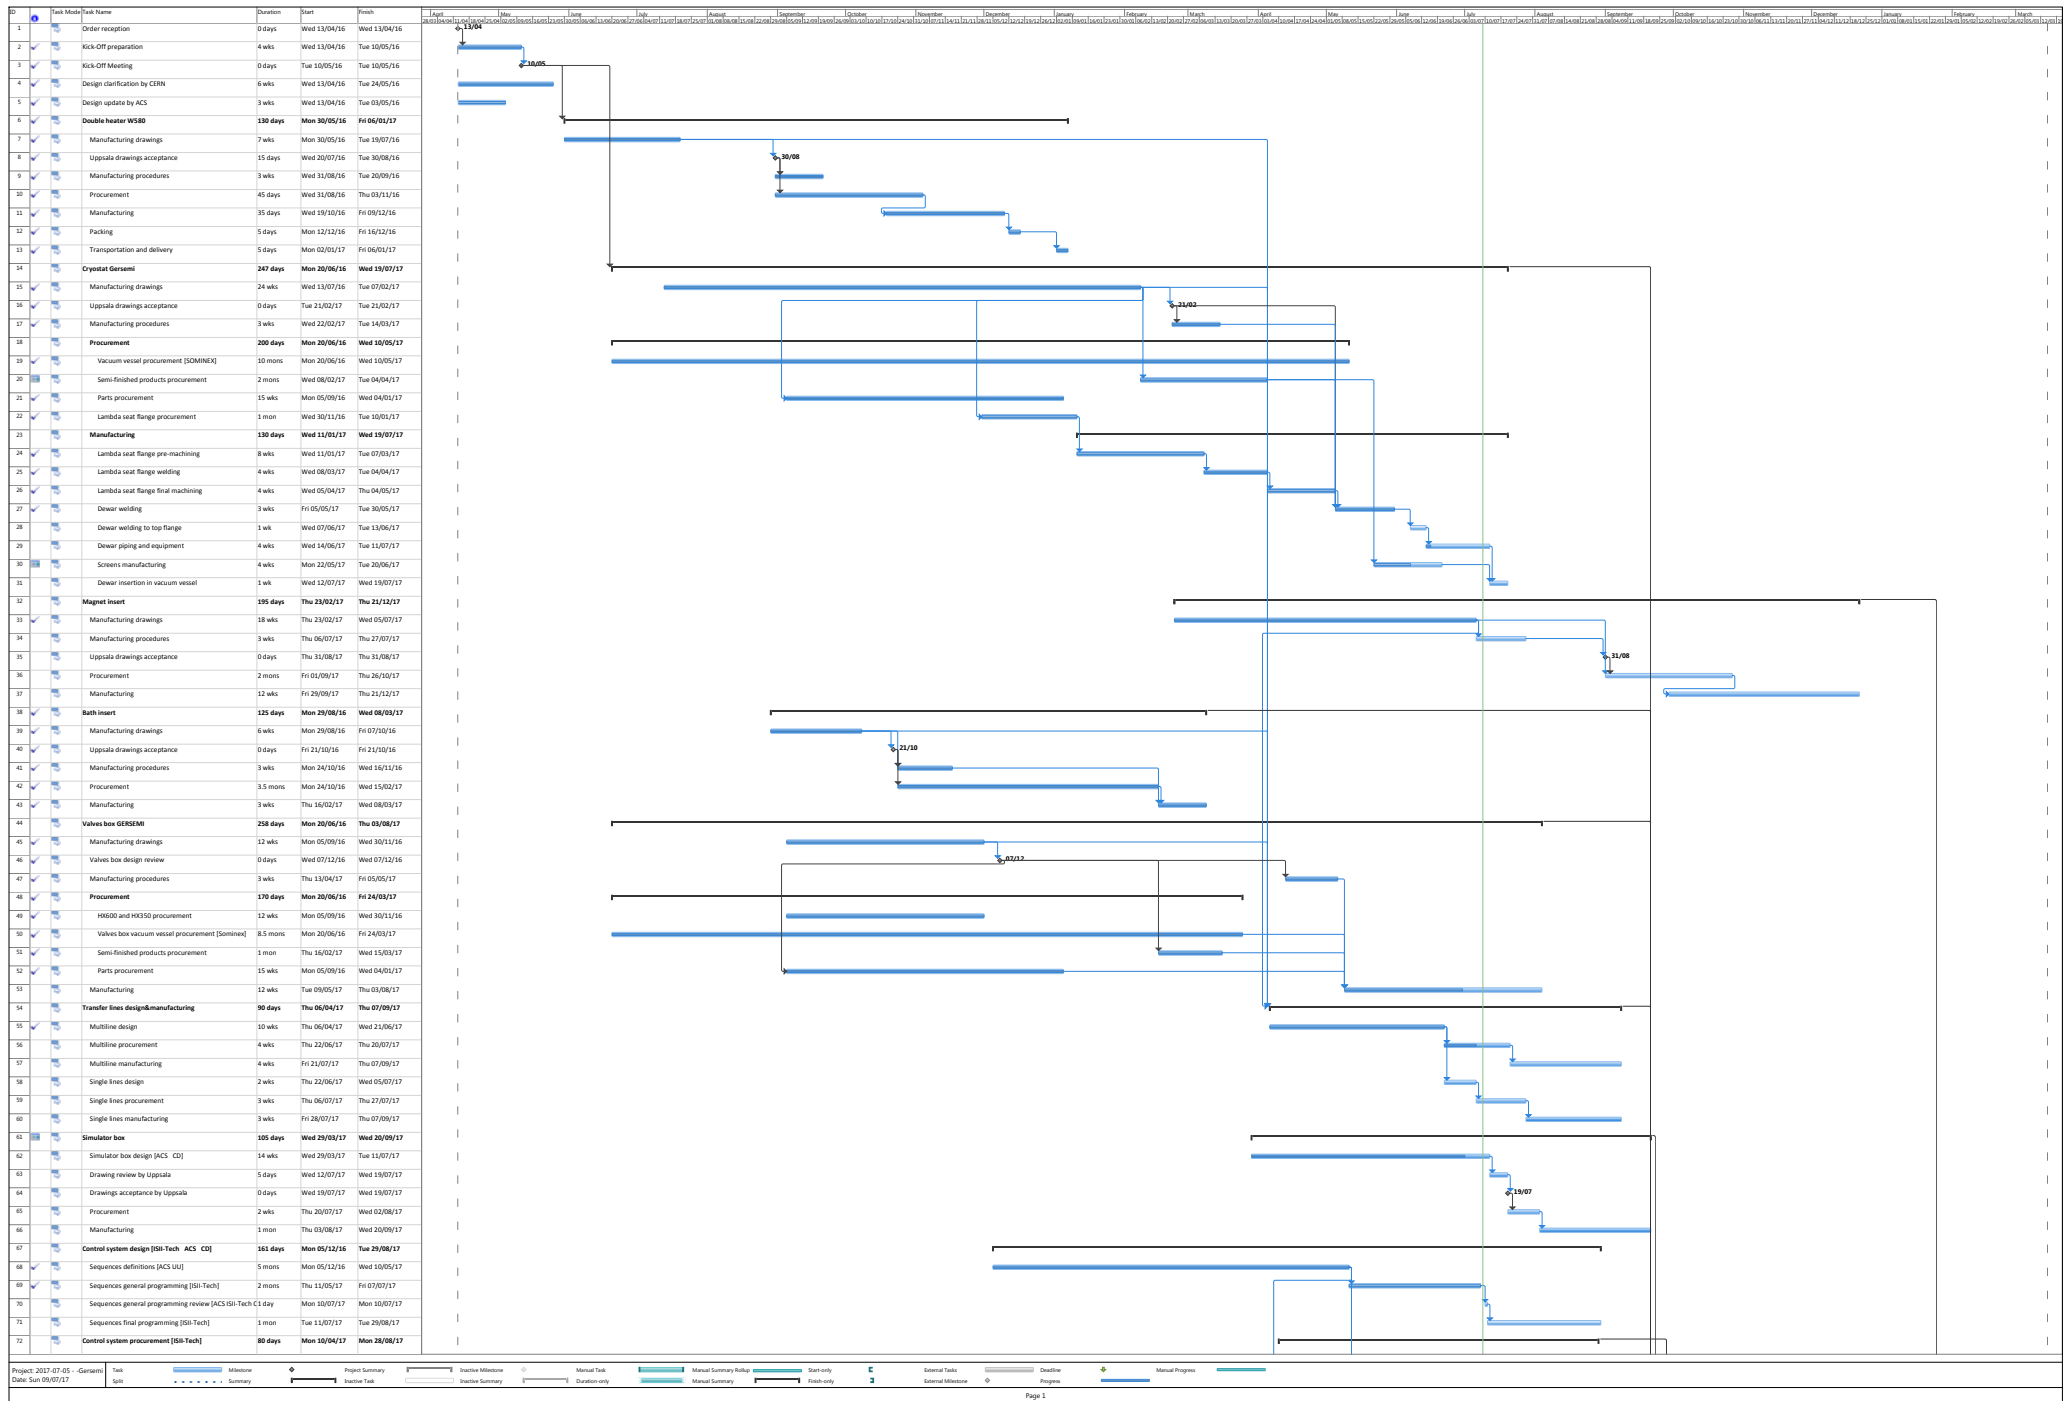 ID Task Mode Task Name Duration Start Finish
April May June July August September October November December January February March April May June July August September October November December January February March
1 Order reception 0 days Wed 13/04/16 Wed 13/04/16 13/04
2 Kick-Off preparation 4 wks Wed 13/04/16 Tue 10/05/16
3 Kick-Off Meeting 0 days Tue 10/05/16 Tue 10/05/16 10/05
4 Design clarification by CERN 6 wks Wed 13/04/16 Tue 24/05/16
5 Design update by ACS 3 wks Wed 13/04/16 Tue 03/05/16
6 Double heater W580 130 days Mon 30/05/16 Fri 06/01/17
7 Manufacturing drawings 7 wks Mon 30/05/16 Tue 19/07/16
8 Uppsala drawings acceptance 15 days Wed 20/07/16 Tue 30/08/16 30/08
9 Manufacturing procedures 3 wks Wed 31/08/16 Tue 20/09/16
10 Procurement 45 days Wed 31/08/16 Thu 03/11/16
11 Manufacturing 35 days Wed 19/10/16 Fri 09/12/16
12 Packing 5 days Mon 12/12/16 Fri 16/12/16
13 Transportation and delivery 5 days Mon 02/01/17 Fri 06/01/17
14 Cryostat Gersemi 247 days Mon 20/06/16 Wed 19/07/17
15 Manufacturing drawings 24 wks Wed 13/07/16 Tue 07/02/17
16 Uppsala drawings acceptance 0 days Tue 21/02/17 Tue 21/02/17 21/02
17 Manufacturing procedures 3 wks Wed 22/02/17 Tue 14/03/17
18 Procurement 200 days Mon 20/06/16 Wed 10/05/17
19 Vacuum vessel procurement [SOMINEX] 10 mons Mon 20/06/16 Wed 10/05/17
20 Semi-finished products procurement 2 mons Wed 08/02/17 Tue 04/04/17
21 Parts procurement 15 wks Mon 05/09/16 Wed 04/01/17
22 Lambda seat flange procurement 1 mon Wed 30/11/16 Tue 10/01/17
23 Manufacturing 130 days Wed 11/01/17 Wed 19/07/17
24 Lambda seat flange pre-machining 8 wks Wed 11/01/17 Tue 07/03/17
25 Lambda seat flange welding 4 wks Wed 08/03/17 Tue 04/04/17
26 Lambda seat flange final machining 4 wks Wed 05/04/17 Thu 04/05/17
27 Dewar welding 3 wks Fri 05/05/17 Tue 30/05/17
28 Dewar welding to top flange 1 wk Wed 07/06/17 Tue 13/06/17
29 Dewar piping and equipment 4 wks Wed 14/06/17 Tue 11/07/17
30 Screens manufacturing 4 wks Mon 22/05/17 Tue 20/06/17
31 Dewar insertion in vacuum vessel 1 wk Wed 12/07/17 Wed 19/07/17
32 Magnet insert 195 days Thu 23/02/17 Thu 21/12/17
33 Manufacturing drawings 18 wks Thu 23/02/17 Wed 05/07/17
34 Manufacturing procedures 3 wks Thu 06/07/17 Thu 27/07/17
35 Uppsala drawings acceptance 0 days Thu 31/08/17 Thu 31/08/17 31/08
36 Procurement 2 mons Fri 01/09/17 Thu 26/10/17
37 Manufacturing 12 wks Fri 29/09/17 Thu 21/12/17
38 Bath insert 125 days Mon 29/08/16 Wed 08/03/17
39 Manufacturing drawings 6 wks Mon 29/08/16 Fri 07/10/16
40 Uppsala drawings acceptance 0 days Fri 21/10/16 Fri 21/10/16 21/10
41 Manufacturing procedures 3 wks Mon 24/10/16 Wed 16/11/16
42 Procurement 3.5 mons Mon 24/10/16 Wed 15/02/17
43 Manufacturing 3 wks Thu 16/02/17 Wed 08/03/17
44 Valves box GERSEMI 258 days Mon 20/06/16 Thu 03/08/17
45 Manufacturing drawings 12 wks Mon 05/09/16 Wed 30/11/16
46 Valves box design review 0 days Wed 07/12/16 Wed 07/12/16 07/12
47 Manufacturing procedures 3 wks Thu 13/04/17 Fri 05/05/17
48 Procurement 170 days Mon 20/06/16 Fri 24/03/17
49 HX600 and HX350 procurement 12 wks Mon 05/09/16 Wed 30/11/16
50 Valves box vacuum vessel procurement [Sominex] 8.5 mons Mon 20/06/16 Fri 24/03/17
51 Semi-finished products procurement 1 mon Thu 16/02/17 Wed 15/03/17
52 Parts procurement 15 wks Mon 05/09/16 Wed 04/01/17
53 Manufacturing 12 wks Tue 09/05/17 Thu 03/08/17
54 Transfer lines design&manufacturing 90 days Thu 06/04/17 Thu 07/09/17
55 Multiline design 10 wks Thu 06/04/17 Wed 21/06/17
56 Multiline procurement 4 wks Thu 22/06/17 Thu 20/07/17
57 Multiline manufacturing 4 wks Fri 21/07/17 Thu 07/09/17
58 Single lines design 2 wks Thu 22/06/17 Wed 05/07/17
59 Single lines procurement 3 wks Thu 06/07/17 Thu 27/07/17
60 Single lines manufacturing 3 wks Fri 28/07/17 Thu 07/09/17
61 Simulator box 105 days Wed 29/03/17 Wed 20/09/17
62 Simulator box design [ACS CD] 14 wks Wed 29/03/17 Tue 11/07/17
63 Drawing review by Uppsala 5 days Wed 12/07/17 Wed 19/07/17
64 Drawings acceptance by Uppsala 0 days Wed 19/07/17 Wed 19/07/17 19/07
65 Procurement 2 wks Thu 20/07/17 Wed 02/08/17
66 Manufacturing 1 mon Thu 03/08/17 Wed 20/09/17
67 Control system design [ISII-Tech ACS CD] 161 days Mon 05/12/16 Tue 29/08/17
68 Sequences definitions [ACS UU] 5 mons Mon 05/12/16 Wed 10/05/17
69 Sequences general programming [ISII-Tech] 2 mons Thu 11/05/17 Fri 07/07/17
70 Sequences general programming review [ACS ISII-Tech C 1 day Mon 10/07/17 Mon 10/07/17
71 Sequences final programming [ISII-Tech] 1 mon Tue 11/07/17 Tue 29/08/17
72 Control system procurement [ISII-Tech] 80 days Mon 10/04/17 Mon 28/08/17
Project: 2017-07-05 - -Gersemi
Date: Sun 09/07/17
Task Milestone Project Summary Inactive Milestone Manual Task Manual Summary Rollup Start-only External Tasks Deadline Manual Progress
Split Summary Inactive Task Inactive Summary Duration-only Manual Summary Finish-only External Milestone Progress
Page 1